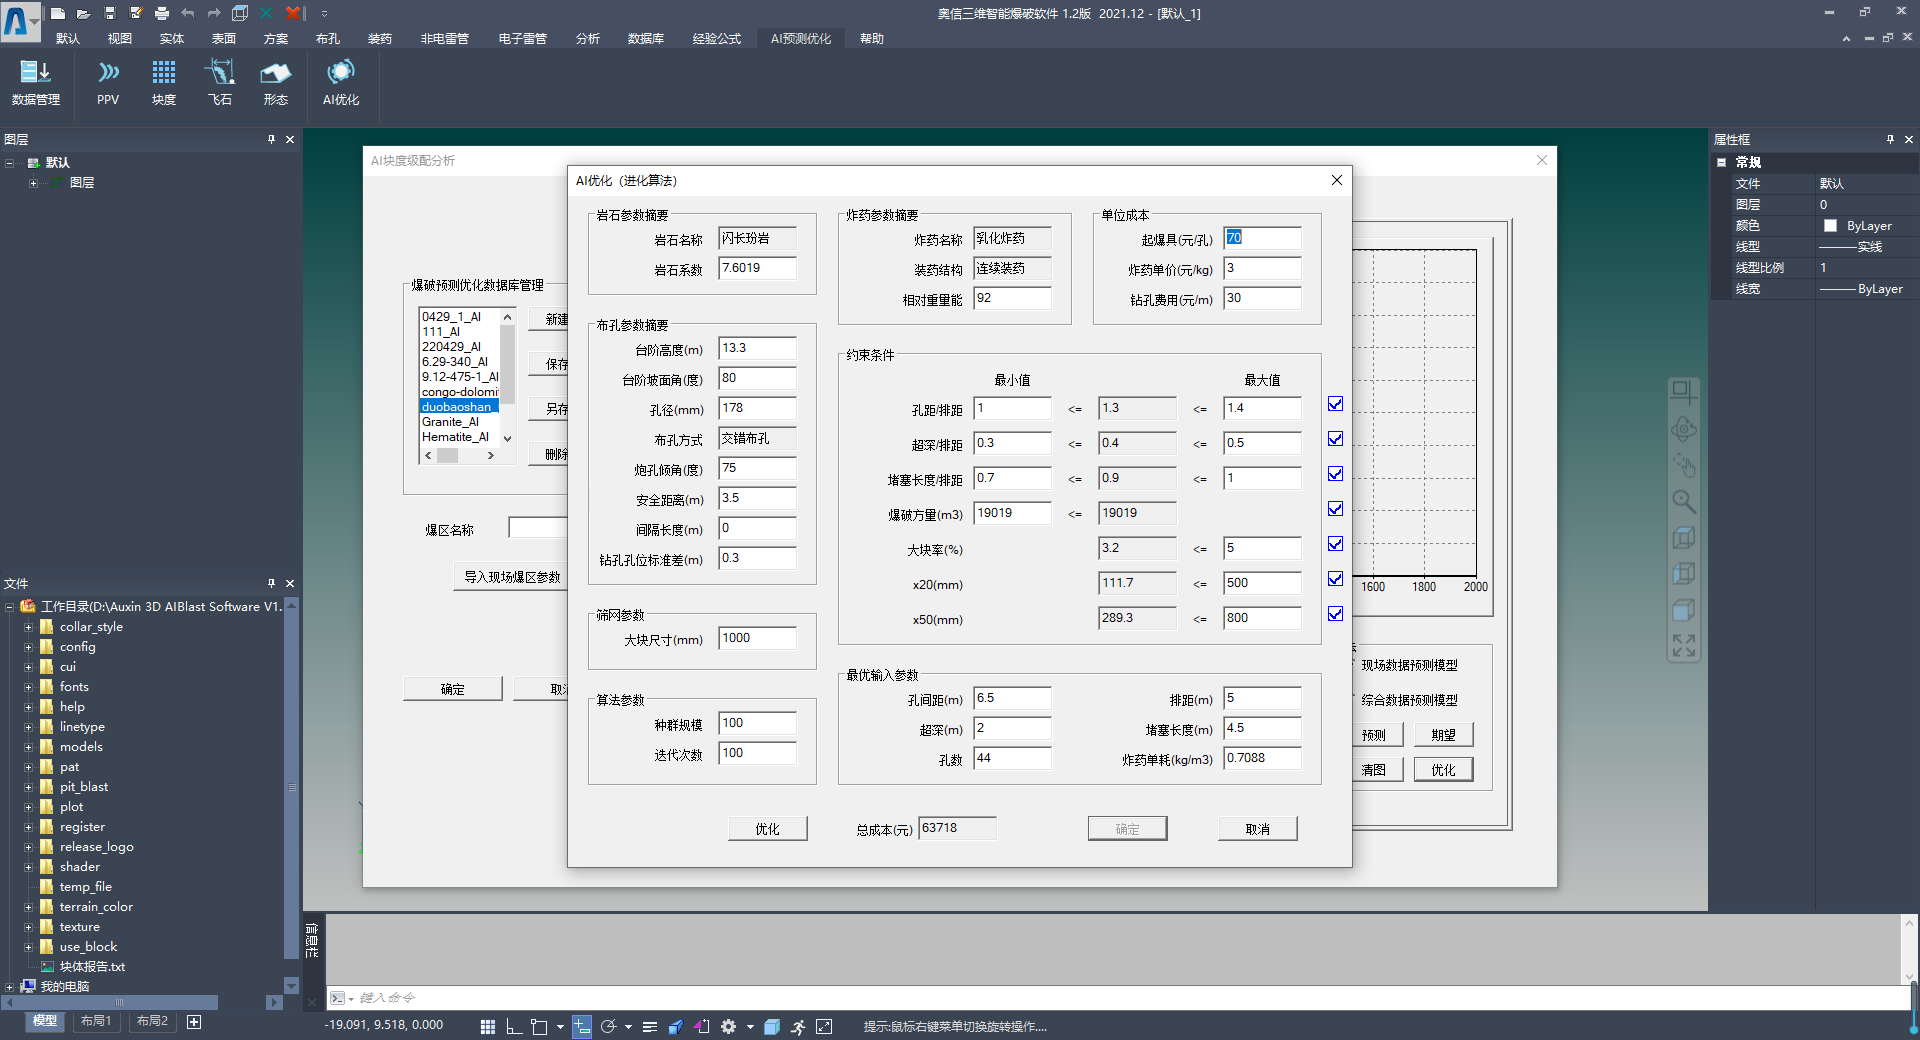 奥信三维智能爆破软件 1.2版  2021.12 - [默认_1]
默认 视图 实体 表面 方案 布孔 装药 非电雷管 电子雷管 分析 数据库 经验公式 AI预测优化 帮助
数据管理 PPV 块度 飞石 形态 AI优化
图层
默认
图层
文件
工作目录(D:\Auxin 3D AIBlast Software V1.
collar_style
config
cui
fonts
help
linetype
models
pat
pit_blast
plot
register
release_logo
shader
temp_file
terrain_color
texture
use_block
块体报告.txt
我的电脑
模型 布局1 布局2
AI块度级配分析
爆破预测优化数据库管理
0429_1_AI
111_AI
220429_AI
6.29-340_AI
9.12-475-1_AI
congo-dolomi
duobaoshan_
Granite_AI
Hematite_AI
新建
保存
另存
删除
爆区名称
导入现场爆区参数
确定
AI优化（进化算法）
岩石参数摘要
岩石名称 闪长玢岩
岩石系数 7.6019
布孔参数摘要
台阶高度(m) 13.3
台阶坡面角(度) 80
孔径(mm) 178
布孔方式 交错布孔
炮孔倾角(度) 75
安全距离(m) 3.5
间隔长度(m) 0
钻孔孔位标准差(m) 0.3
筛网参数
大块尺寸(mm) 1000
算法参数
种群规模 100
迭代次数 100
炸药参数摘要
炸药名称 乳化炸药
装药结构 连续装药
相对重量能 92
单位成本
起爆具(元/孔) 70
炸药单价(元/kg) 3
钻孔费用(元/m) 30
约束条件
最小值 最大值
孔距/排距 1 <= 1.3 <= 1.4
超深/排距 0.3 <= 0.4 <= 0.5
堵塞长度/排距 0.7 <= 0.9 <= 1
爆破方量(m3) 19019 <= 19019
大块率(%) 3.2 <= 5
x20(mm) 111.7 <= 500
x50(mm) 289.3 <= 800
最优输入参数
孔间距(m) 6.5 排距(m) 5
超深(m) 2 堵塞长度(m) 4.5
孔数 44 炸药单耗(kg/m3) 0.7088
优化 总成本(元) 63718 确定 取消
1600 1800 2000
现场数据预测模型
综合数据预测模型
预测 期望
清图 优化
属性框
常规
文件 默认
图层 0
颜色 ByLayer
线型 实线
线型比例 1
线宽 ByLayer
信息栏
键入命令
-19.091, 9.518, 0.000
提示:鼠标右键菜单切换旋转操作....